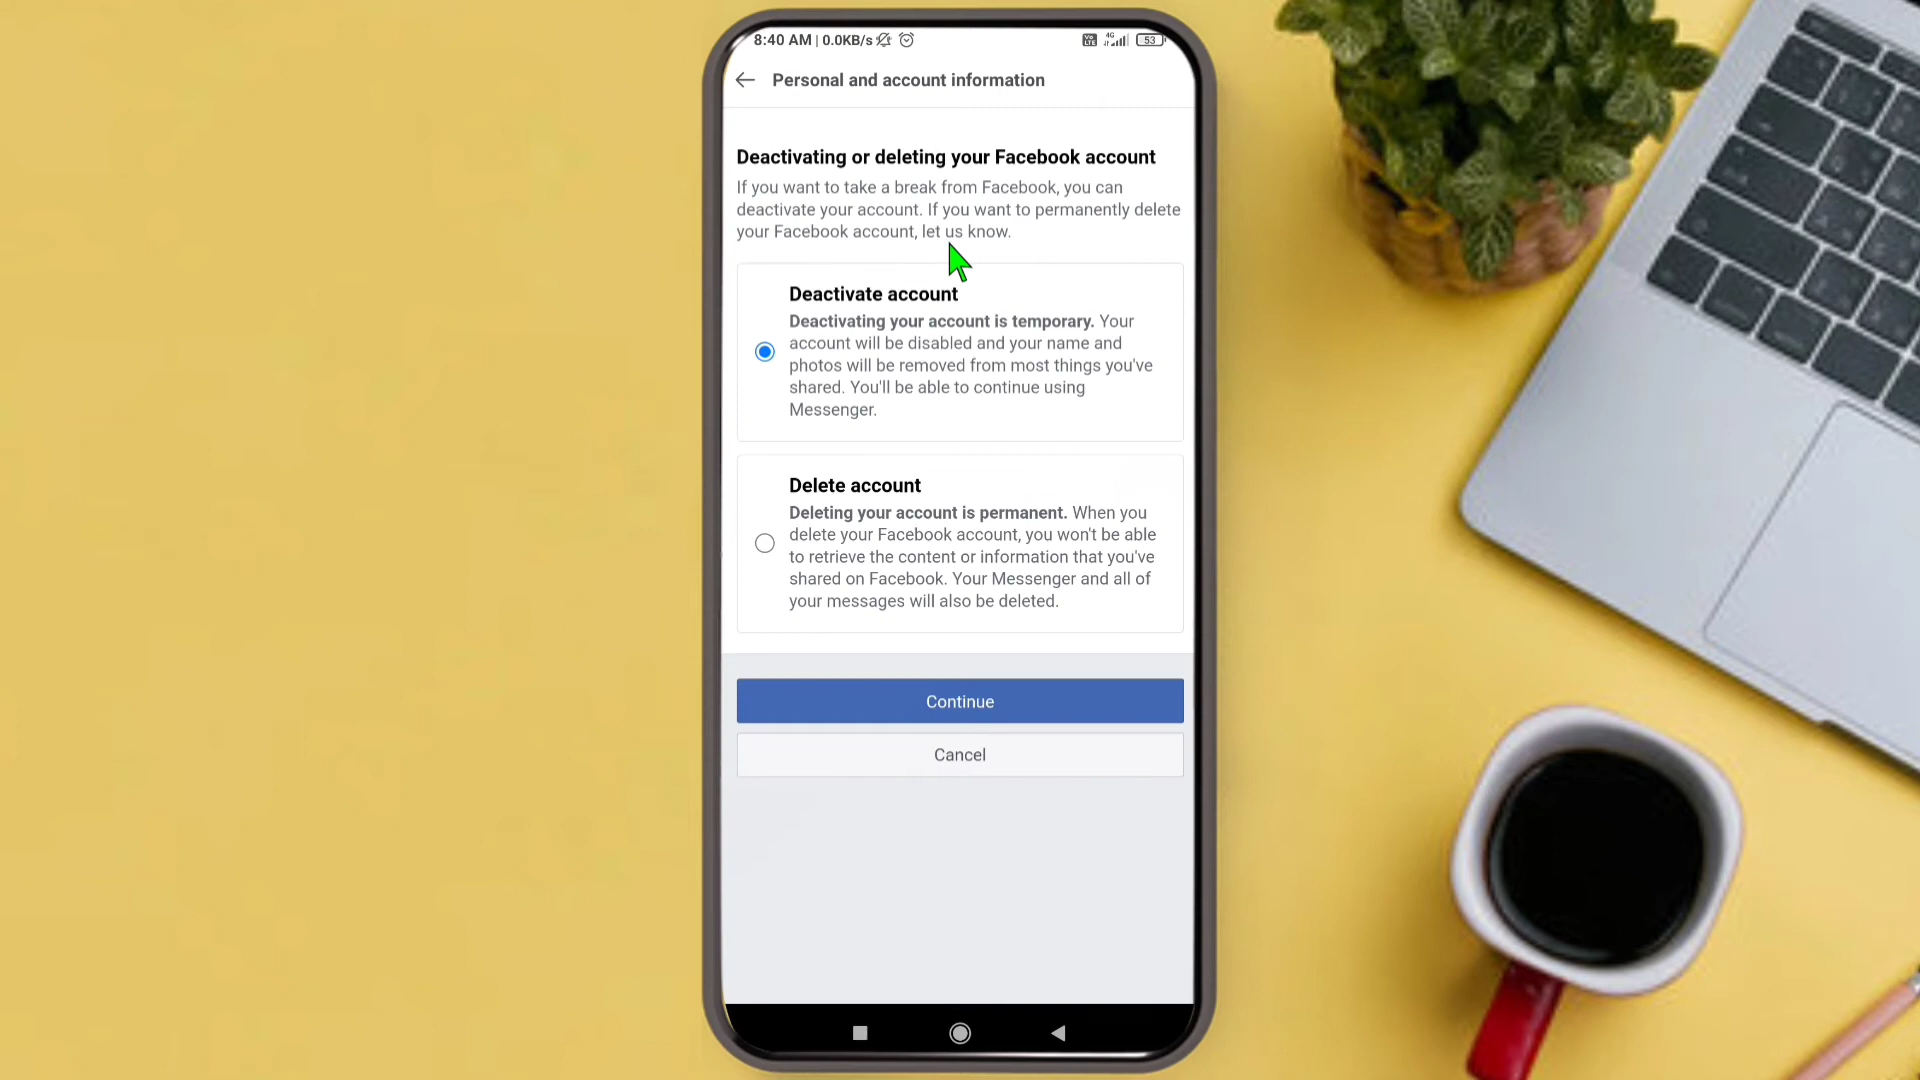 8:40 AM | 0.0KB/s 4G 53
Personal and account information
Deactivating or deleting your Facebook account
If you want to take a break from Facebook, you can
deactivate your account. If you want to permanently delete
your Facebook account, let us know.
Deactivate account
Deactivating your account is temporary. Your
account will be disabled and your name and
photos will be removed from most things you've
shared. You'll be able to continue using
Messenger.
Delete account
Deleting your account is permanent. When you
delete your Facebook account, you won't be able
to retrieve the content or information that you've
shared on Facebook. Your Messenger and all of
your messages will also be deleted.
Continue
Cancel